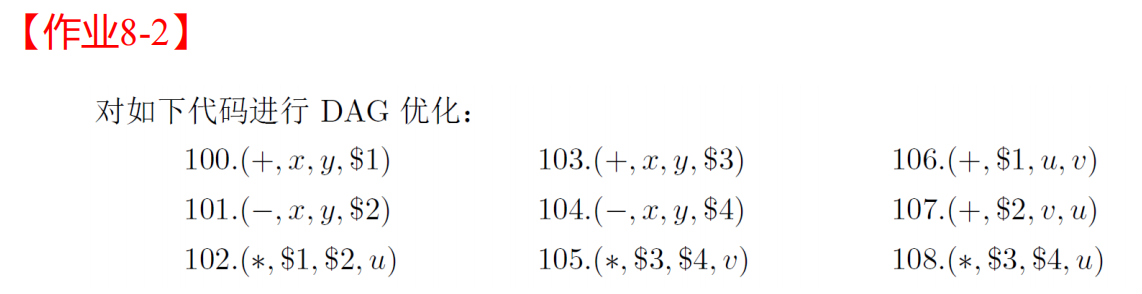 【作业8-2】
对如下代码进行 DAG 优化：
100.(+, x, y, $1) 103.(+, x, y, $3) 106.(+, $1, u, v)
101.(−, x, y, $2) 104.(−, x, y, $4) 107.(+, $2, v, u)
102.(∗, $1, $2, u) 105.(∗, $3, $4, v) 108.(∗, $3, $4, u)